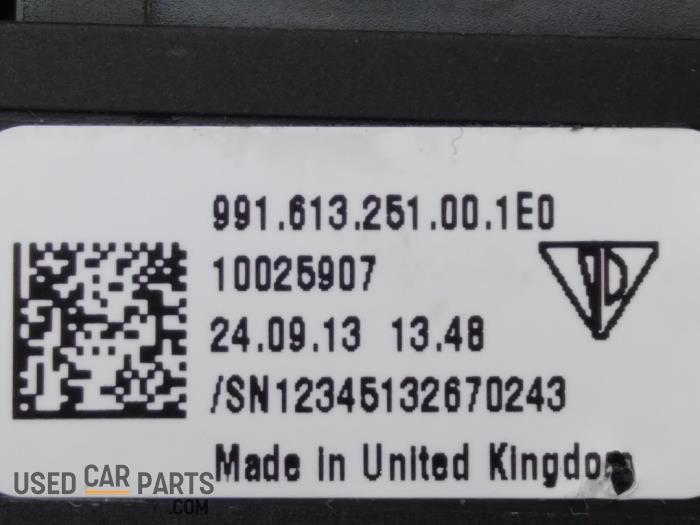 991.613.251.00.1E0
10025907
24.09.13 13.48
/SN12345132670243
Made in United Kingdom
USED CAR PARTS
.COM